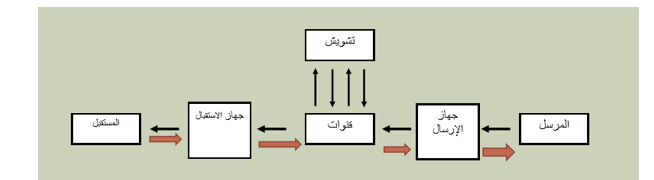 تشويش
المرسل
جهاز
الإرسال
قنوات
جهاز الاستقبال
المستقبل